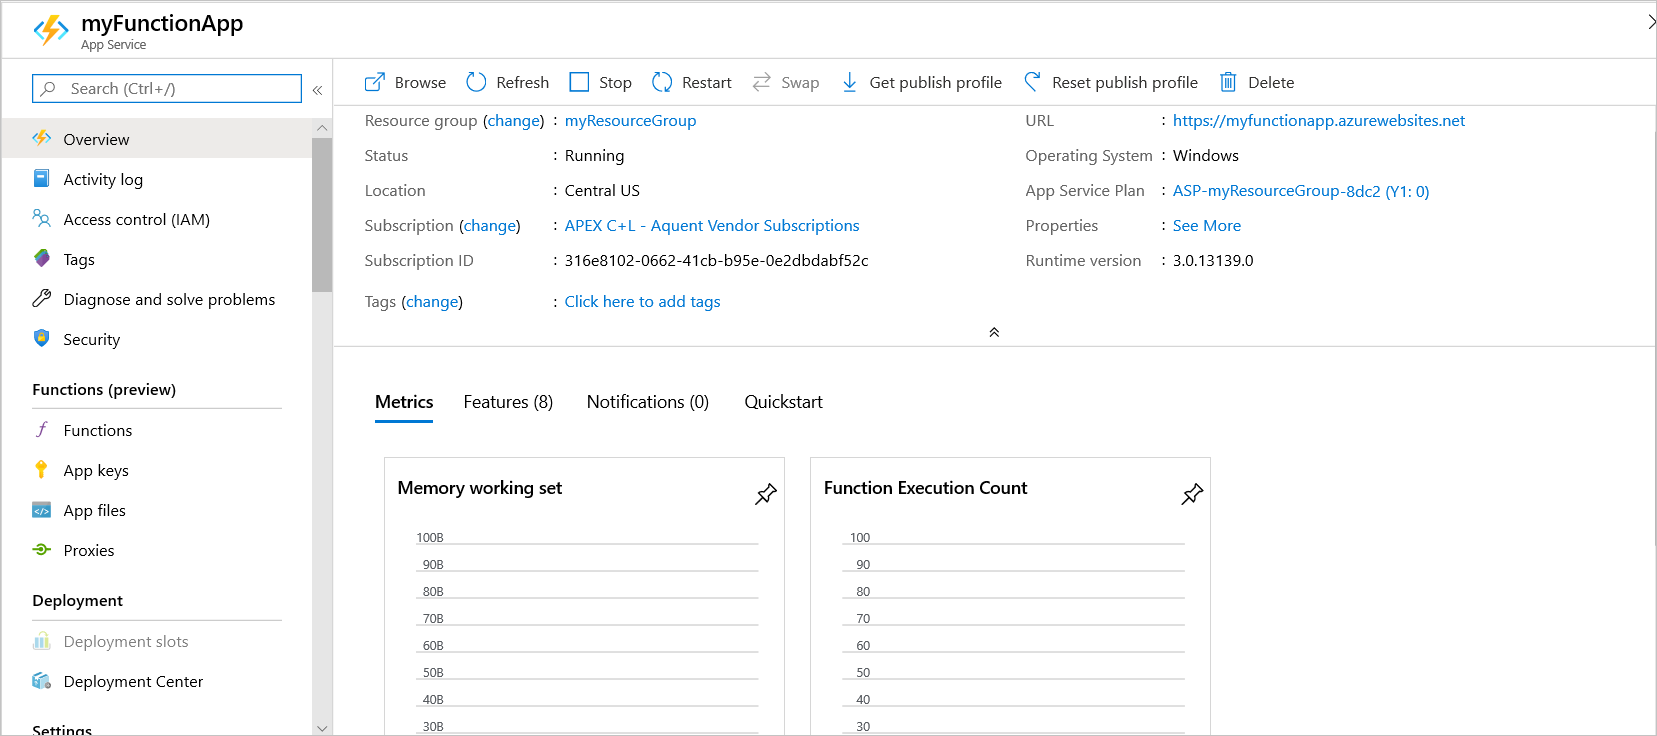 myFunctionApp
App Service
Search (Ctrl+/)
Overview
Activity log
Access control (IAM)
Tags
Diagnose and solve problems
Security
Functions (preview)
Functions
App keys
App files
Proxies
Deployment
Deployment slots
Deployment Center
Settings
Browse Refresh Stop Restart Swap Get publish profile Reset publish profile Delete
Resource group (change) : myResourceGroup
Status : Running
Location : Central US
Subscription (change) : APEX C+L - Aquent Vendor Subscriptions
Subscription ID : 316e8102-0662-41cb-b95e-0e2dbdabf52c
Tags (change) : Click here to add tags
URL : https://myfunctionapp.azurewebsites.net
Operating System : Windows
App Service Plan : ASP-myResourceGroup-8dc2 (Y1: 0)
Properties : See More
Runtime version : 3.0.13139.0
Metrics Features (8) Notifications (0) Quickstart
Memory working set
100B
90B
80B
70B
60B
50B
40B
30B
Function Execution Count
100
90
80
70
60
50
40
30